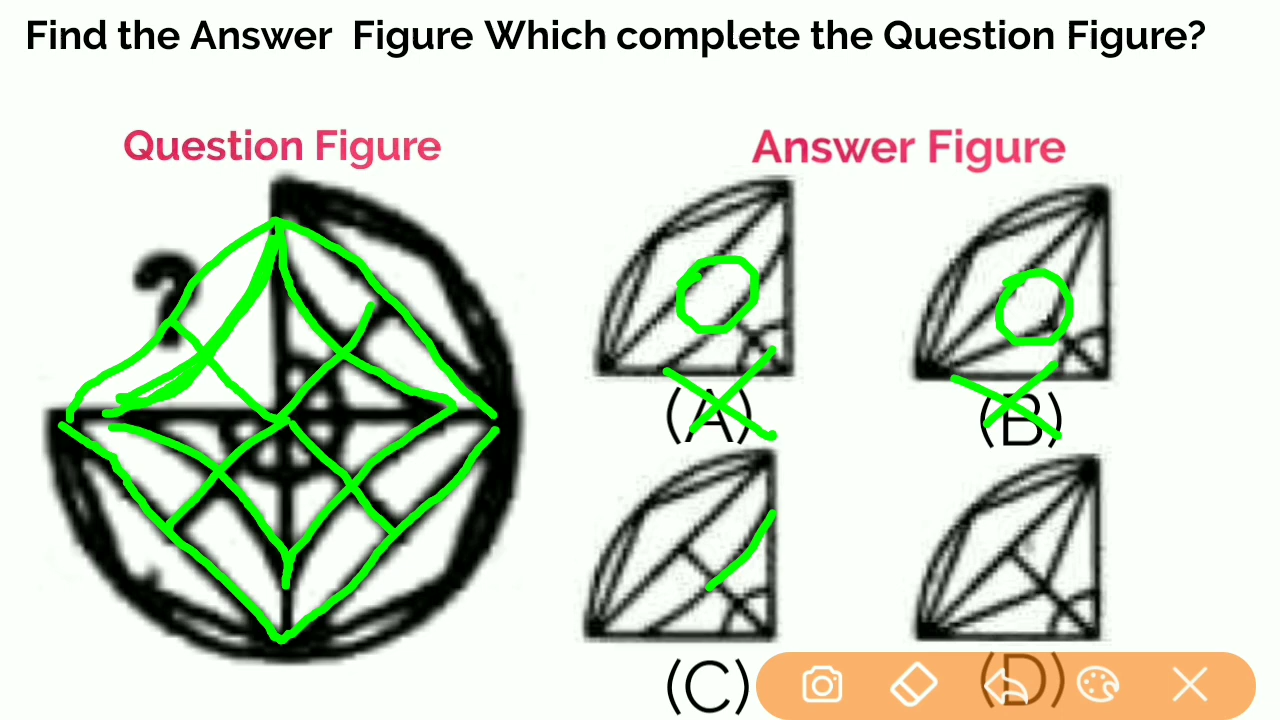 Find the Answer Figure Which complete the Question Figure?
Question Figure
Answer Figure
?
(A)
(B)
(C)
(D)